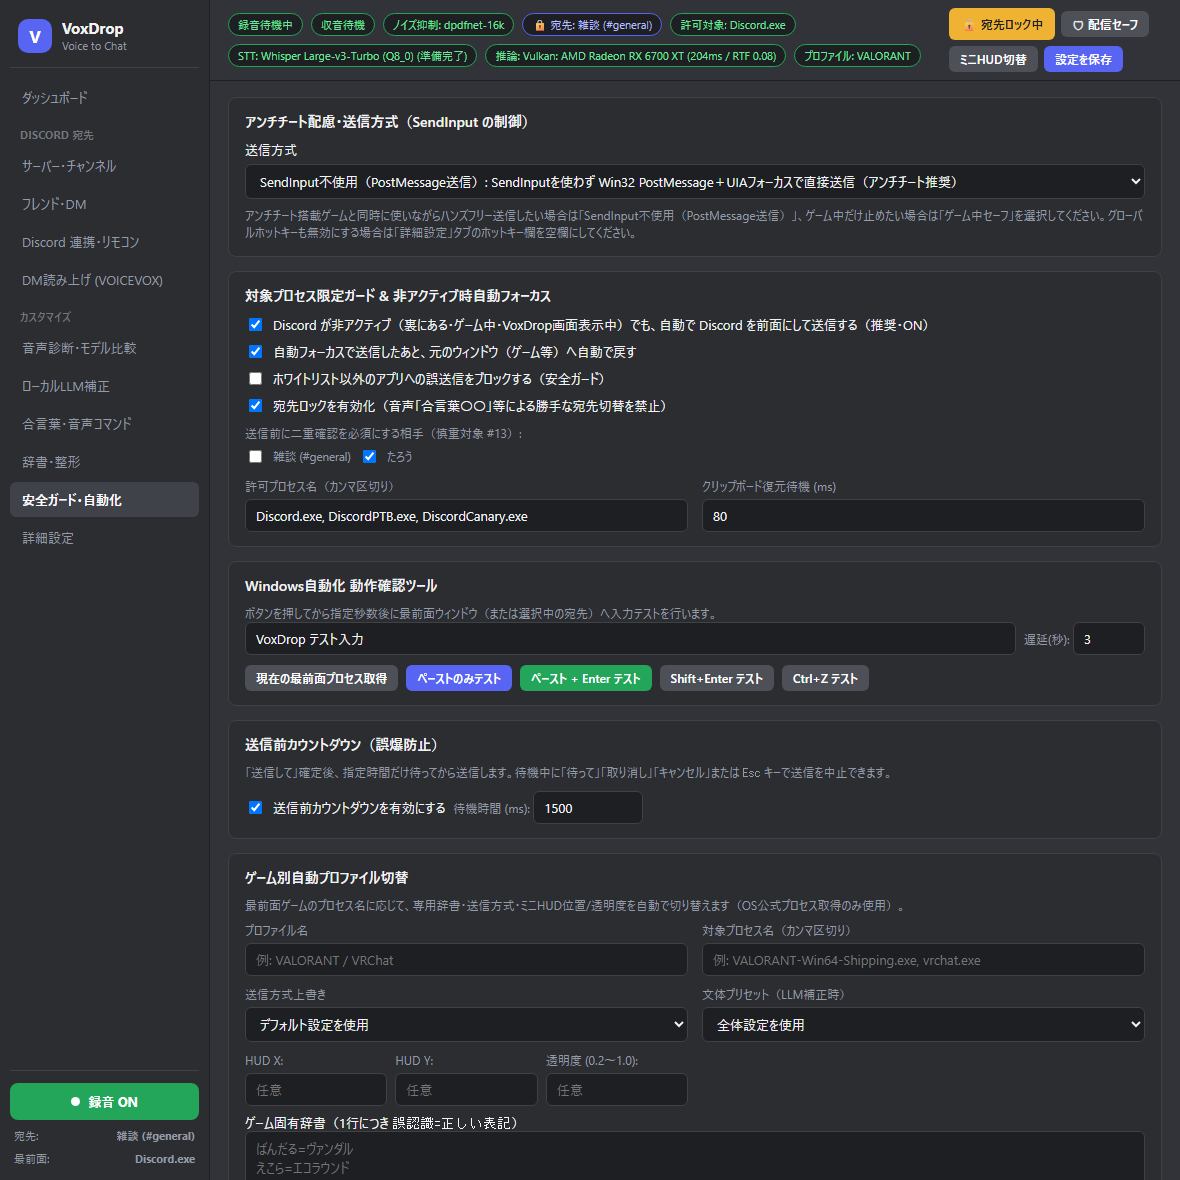 V VoxDrop
Voice to Chat
ダッシュボード
DISCORD 宛先
サーバー・チャンネル
フレンド・DM
Discord 連携・リモコン
DM読み上げ (VOICEVOX)
カスタマイズ
音声診断・モデル比較
ローカルLLM補正
合言葉・音声コマンド
辞書・整形
安全ガード・自動化
詳細設定
録音 ON
宛先: 雑談 (#general)
最前面: Discord.exe
録音待機中 収音待機 ノイズ抑制: dpdfnet-16k 🔒 宛先: 雑談 (#general) 許可対象: Discord.exe
STT: Whisper Large-v3-Turbo (Q8_0) (準備完了) 推論: Vulkan: AMD Radeon RX 6700 XT (204ms / RTF 0.08) プロファイル: VALORANT
🔒 宛先ロック中 🛡 配信セーフ
ミニHUD切替 設定を保存
アンチチート配慮・送信方式（SendInput の制御）
送信方式
SendInput不使用（PostMessage送信）: SendInputを使わず Win32 PostMessage＋UIAフォーカスで直接送信（アンチチート推奨）
アンチチート搭載ゲームと同時に使いながらハンズフリー送信したい場合は「SendInput不使用（PostMessage送信）」、ゲーム中だけ止めたい場合は「ゲーム中セーフ」を選択してください。グローバ
ルホットキーも無効にする場合は「詳細設定」タブのホットキー欄を空欄にしてください。
対象プロセス限定ガード & 非アクティブ時自動フォーカス
Discord が非アクティブ（裏にある・ゲーム中・VoxDrop画面表示中）でも、自動で Discord を前面にして送信する（推奨・ON）
自動フォーカスで送信したあと、元のウィンドウ（ゲーム等）へ自動で戻す
ホワイトリスト以外のアプリへの誤送信をブロックする（安全ガード）
宛先ロックを有効化（音声「合言葉〇〇」等による勝手な宛先切替を禁止）
送信前に二重確認を必須にする相手（慎重対象 #13）:
雑談 (#general) たろう
許可プロセス名（カンマ区切り） クリップボード復元待機 (ms)
Discord.exe, DiscordPTB.exe, DiscordCanary.exe 80
Windows自動化 動作確認ツール
ボタンを押してから指定秒数後に最前面ウィンドウ（または選択中の宛先）へ入力テストを行います。
VoxDrop テスト入力 遅延(秒): 3
現在の最前面プロセス取得 ペーストのみテスト ペースト + Enter テスト Shift+Enter テスト Ctrl+Z テスト
送信前カウントダウン（誤爆防止）
「送信して」確定後、指定時間だけ待ってから送信します。待機中に「待って」「取り消し」「キャンセル」または Esc キーで送信を中止できます。
送信前カウントダウンを有効にする 待機時間 (ms): 1500
ゲーム別自動プロファイル切替
最前面ゲームのプロセス名に応じて、専用辞書・送信方式・ミニHUD位置/透明度を自動で切り替えます（OS公式プロセス取得のみ使用）。
プロファイル名 対象プロセス名（カンマ区切り）
例: VALORANT / VRChat 例: VALORANT-Win64-Shipping.exe, vrchat.exe
送信方式上書き 文体プリセット（LLM補正時）
デフォルト設定を使用 全体設定を使用
HUD X: HUD Y: 透明度 (0.2〜1.0):
任意 任意 任意
ゲーム固有辞書（1行につき 誤認識=正しい表記）
ばんだる=ヴァンダル
えこら=エコラウンド